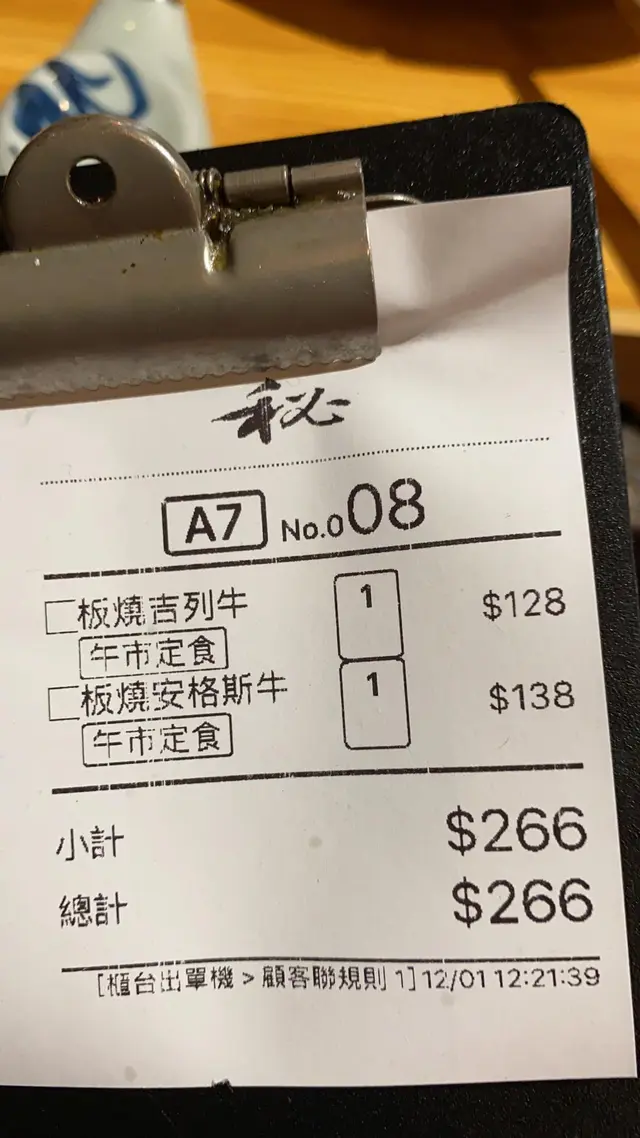 秘
A7 No.008
板燒吉列牛 1 $128
午市定食
板燒安格斯牛 1 $138
午市定食
小計 $266
總計 $266
[櫃台出單機 > 顧客聯規則 1] 12/01 12:21:39